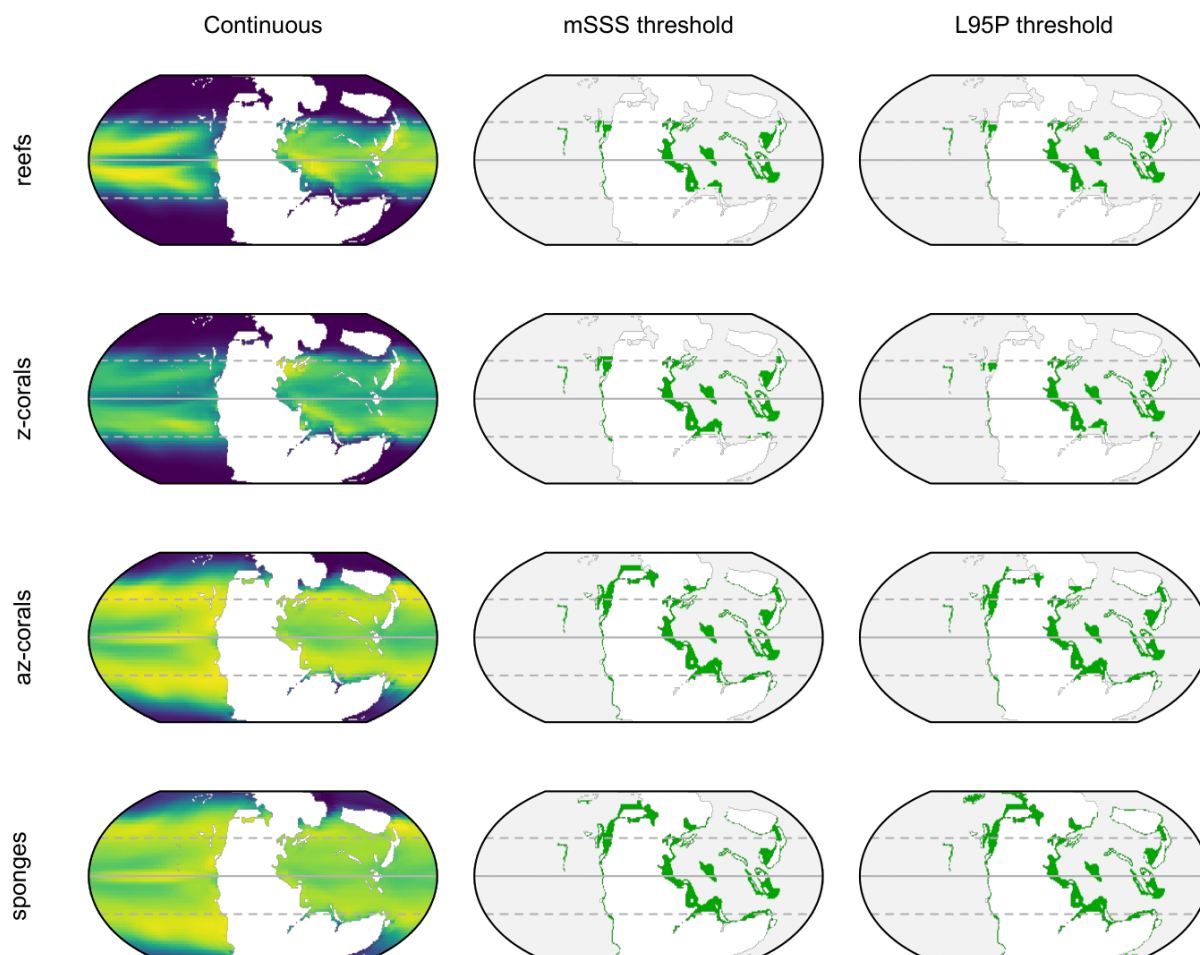 Continuous mSSS threshold L95P threshold
reefs
z-corals
az-corals
sponges